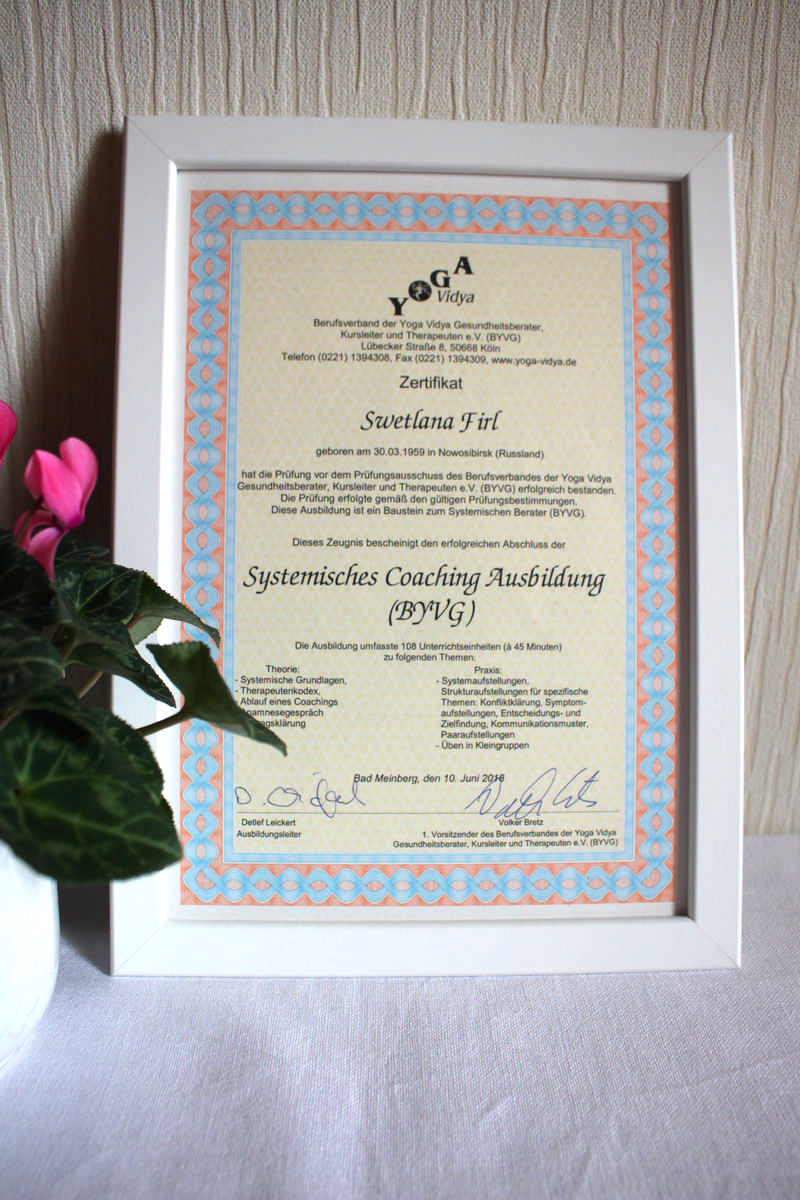 YOGA
Vidya
Berufsverband der Yoga Vidya Gesundheitsberater,
Kursleiter und Therapeuten e.V. (BYVG)
Lübecker Straße 8, 50668 Köln
Telefon (0221) 1394308, Fax (0221) 1394309, www.yoga-vidya.de
Zertifikat
Swetlana Firl
geboren am 30.03.1959 in Nowosibirsk (Russland)
hat die Prüfung vor dem Prüfungsausschuss des Berufsverbandes der Yoga Vidya
Gesundheitsberater, Kursleiter und Therapeuten e.V. (BYVG) erfolgreich bestanden.
Die Prüfung erfolgte gemäß den gültigen Prüfungsbestimmungen.
Diese Ausbildung ist ein Baustein zum Systemischen Berater (BYVG).
Dieses Zeugnis bescheinigt den erfolgreichen Abschluss der
Systemisches Coaching Ausbildung
(BYVG)
Die Ausbildung umfasste 108 Unterrichtseinheiten (à 45 Minuten)
zu folgenden Themen:
Theorie:
- Systemische Grundlagen,
- Therapeutenkodex,
Ablauf eines Coachings
Praxis:
- Systemaufstellungen,
Strukturaufstellungen für spezifische
Themen: Konfliktklärung, Symptom-
aufstellungen, Entscheidungs- und
Zielfindung, Kommunikationsmuster,
Paaraufstellungen
- Üben in Kleingruppen
Bad Meinberg, den 10. Juni 2016
Detlef Leickert
Ausbildungsleiter
Volker Bretz
1. Vorsitzender des Berufsverbandes der Yoga Vidya
Gesundheitsberater, Kursleiter und Therapeuten e.V. (BYVG)